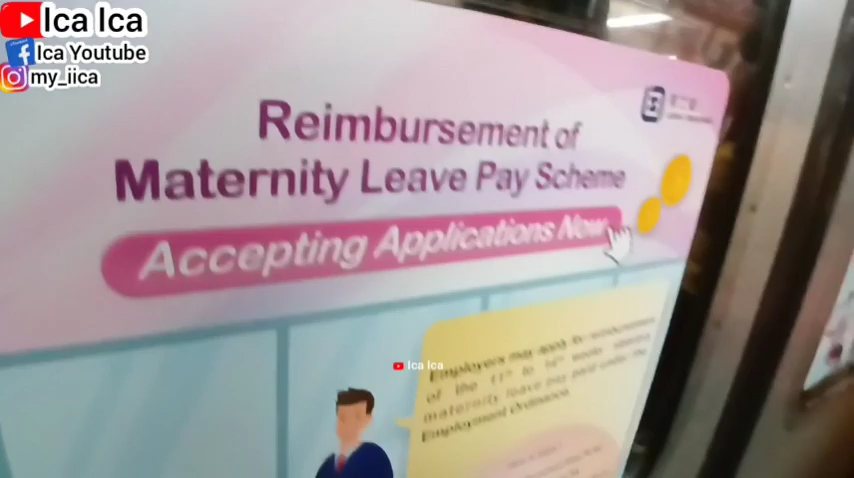 Ica Ica
Ica Youtube
my_iica
Reimbursement of
Maternity Leave Pay Scheme
Accepting Applications Now
Ica Ica
Employers may apply for reimbursement
of the 11th to 14th weeks'
maternity leave pay paid under the
Employment Ordinance.